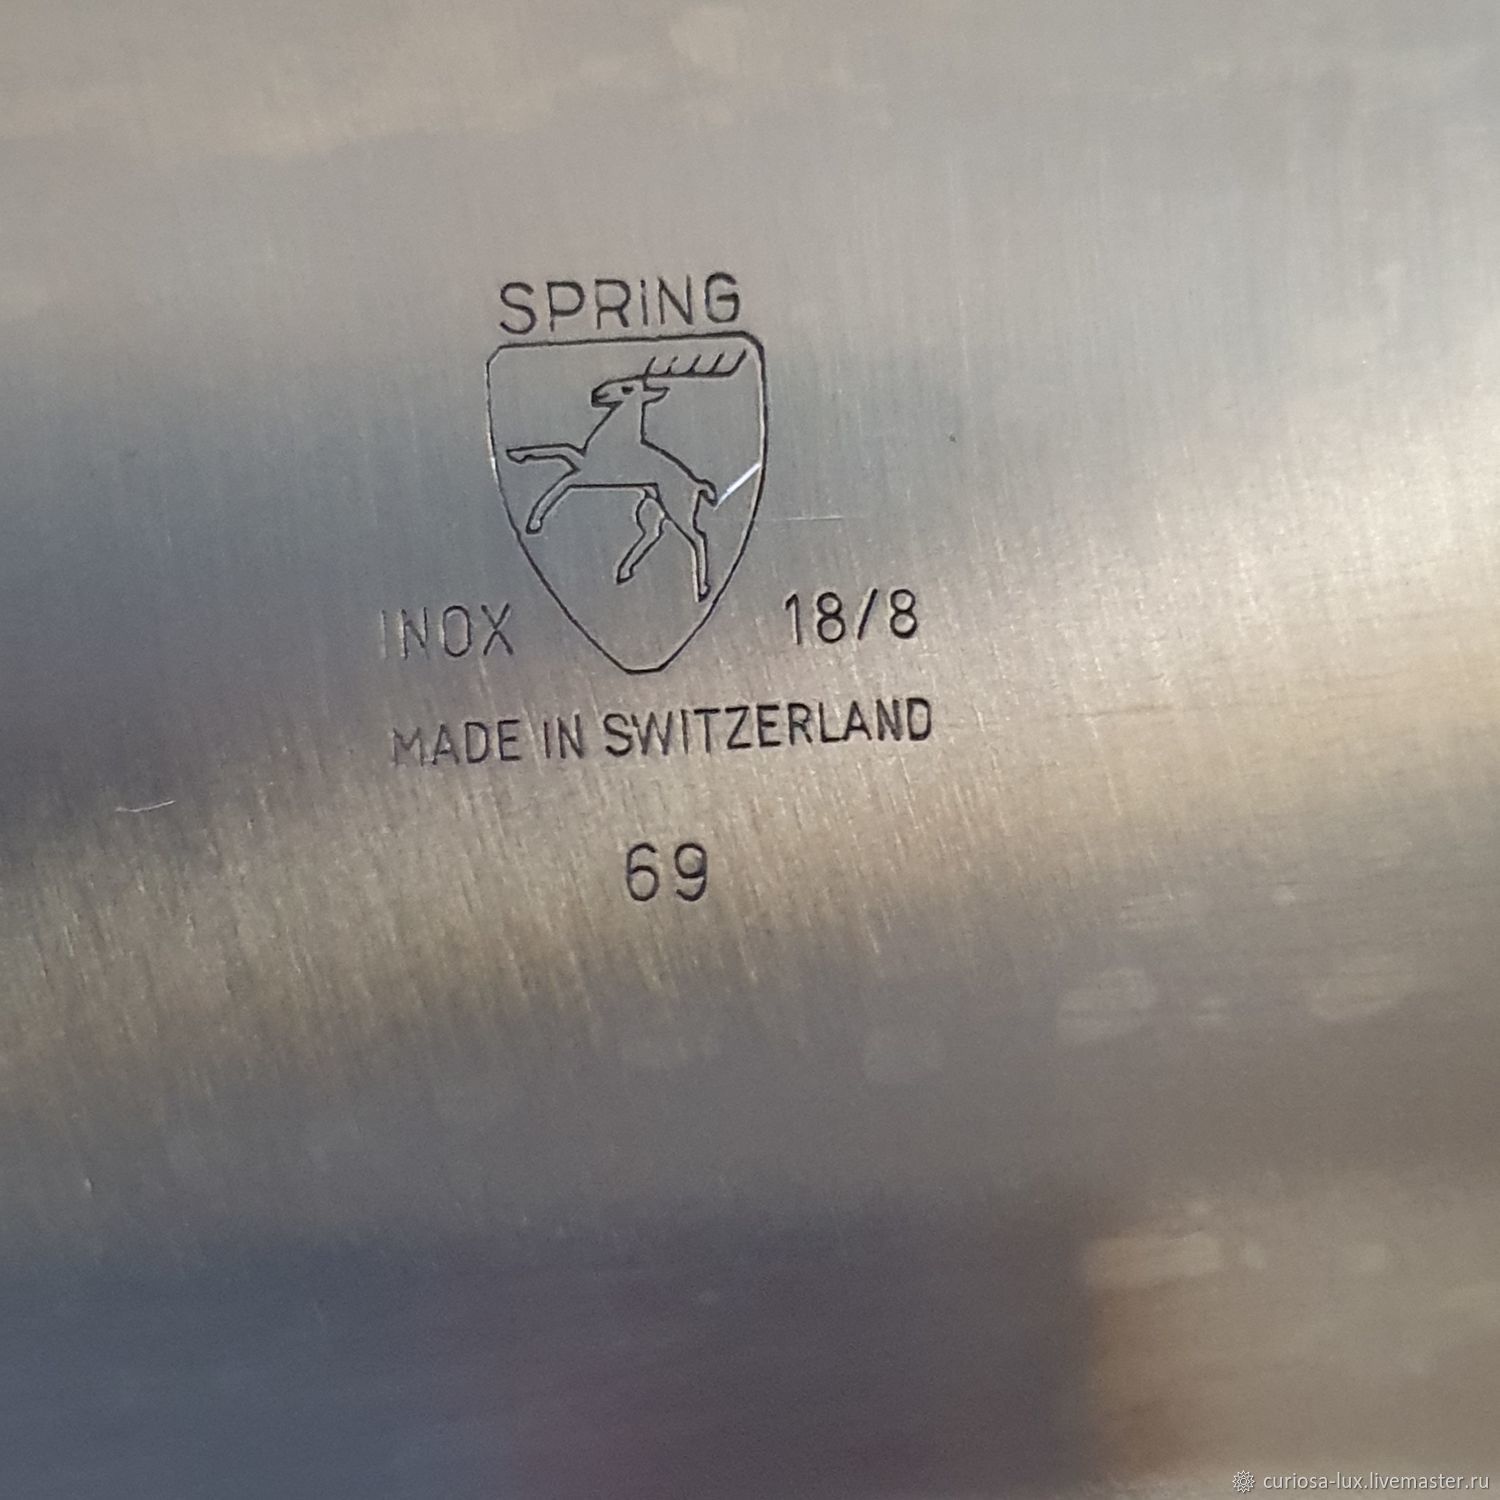 SPRiNG
INOX 18/8
MADE IN SWITZERLAND
69
curiosa-lux.livemaster.ru